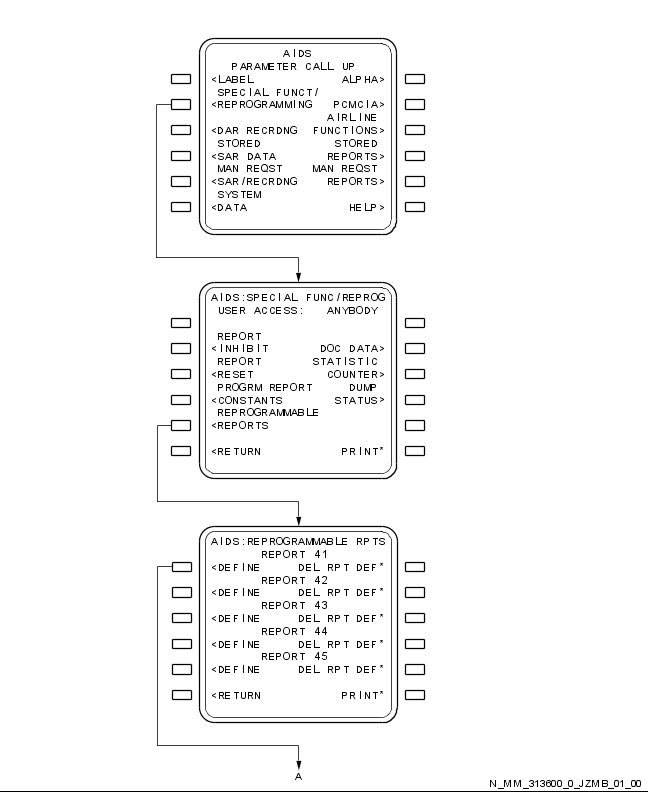 AIDS
PARAMETER CALL UP
<LABEL ALPHA>
SPECIAL FUNCT/
<REPROGRAMMING PCMCIA>
AIRLINE
<DAR RECRDNG FUNCTIONS>
STORED STORED
<SAR DATA REPORTS>
MAN REQST MAN REQST
<SAR/RECRDNG REPORTS>
SYSTEM
<DATA HELP>
AIDS:SPECIAL FUNC/REPROG
USER ACCESS: ANYBODY
REPORT
<INHIBIT DOC DATA>
REPORT STATISTIC
<RESET COUNTER>
PROGRM REPORT DUMP
<CONSTANTS STATUS>
REPROGRAMMABLE
<REPORTS
<RETURN PRINT*
AIDS:REPROGRAMMABLE RPTS
REPORT 41
<DEFINE DEL RPT DEF*
REPORT 42
<DEFINE DEL RPT DEF*
REPORT 43
<DEFINE DEL RPT DEF*
REPORT 44
<DEFINE DEL RPT DEF*
REPORT 45
<DEFINE DEL RPT DEF*
<RETURN PRINT*
A
N_MM_313600_0_JZMB_01_00